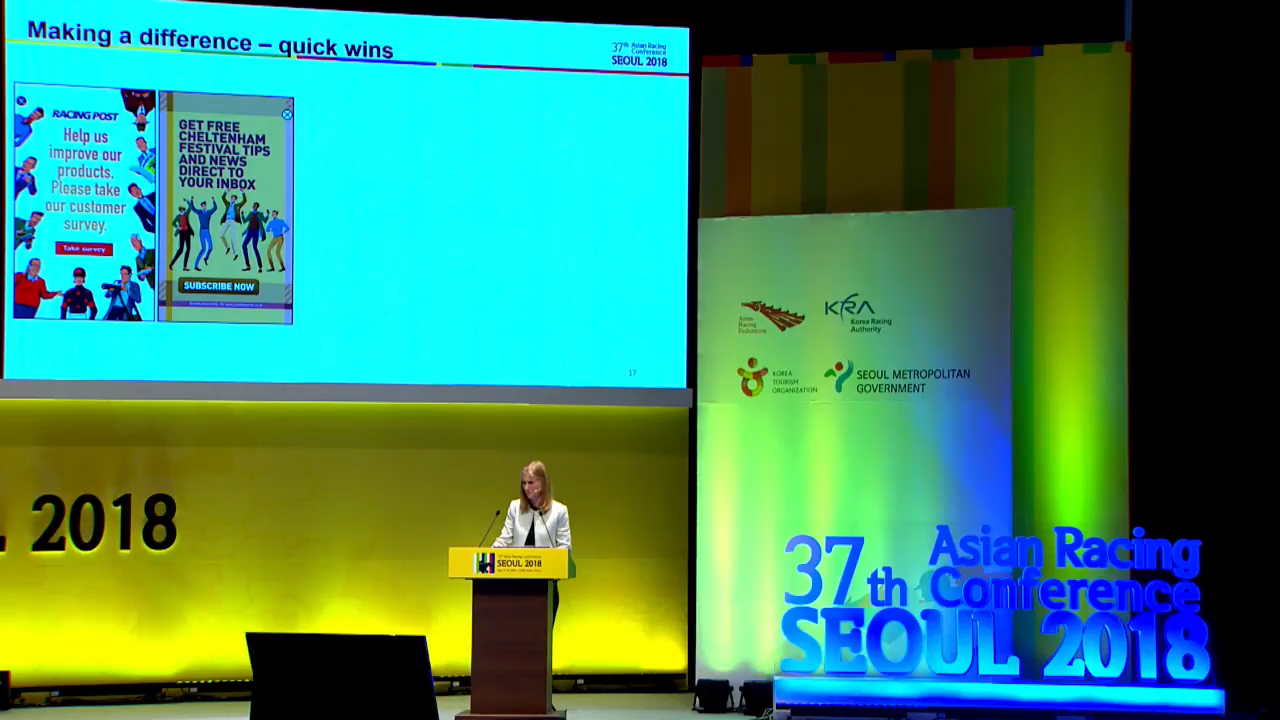 Making a difference – quick wins
37th Asian Racing
Conference
SEOUL 2018
RACING POST
Help us
improve our
products.
Please take
our customer
survey.
Take survey
GET FREE
CHELTENHAM
FESTIVAL TIPS
AND NEWS
DIRECT TO
YOUR INBOX
SUBSCRIBE NOW
17
Asian
Racing
Federation
KRA
Korea Racing
Authority
KOREA
TOURISM
ORGANIZATION
SEOUL METROPOLITAN
GOVERNMENT
2018
SEOUL 2018
37th Asian Racing
Conference
SEOUL 2018